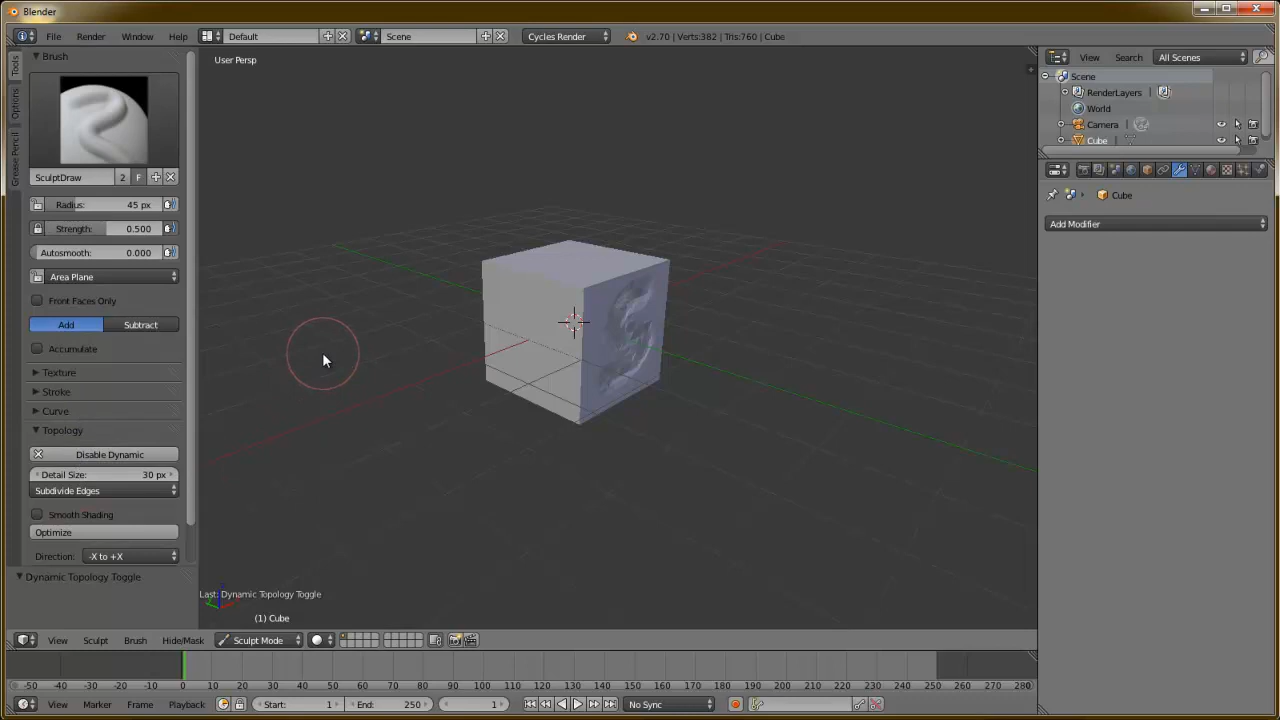 Blender
File Render Window Help Default Scene Cycles Render v2.70 | Verts:382 | Tris:760 | Cube
Brush
Tools
Options
Grease Pencil
SculptDraw 2 F
Radius: 45 px
Strength: 0.500
Autosmooth: 0.000
Area Plane
Front Faces Only
Add Subtract
Accumulate
Texture
Stroke
Curve
Topology
Disable Dynamic
Detail Size: 30 px
Subdivide Edges
Smooth Shading
Optimize
Direction: -X to +X
Dynamic Topology Toggle
User Persp
Last: Dynamic Topology Toggle
(1) Cube
View Search All Scenes
Scene
RenderLayers
World
Camera
Cube
Cube
Add Modifier
View Sculpt Brush Hide/Mask Sculpt Mode
-50 -40 -30 -20 -10 0 10 20 30 40 50 60 70 80 90 100 110 120 130 140 150 160 170 180 190 200 210 220 230 240 250 260 270 280
View Marker Frame Playback Start: 1 End: 250 1 No Sync